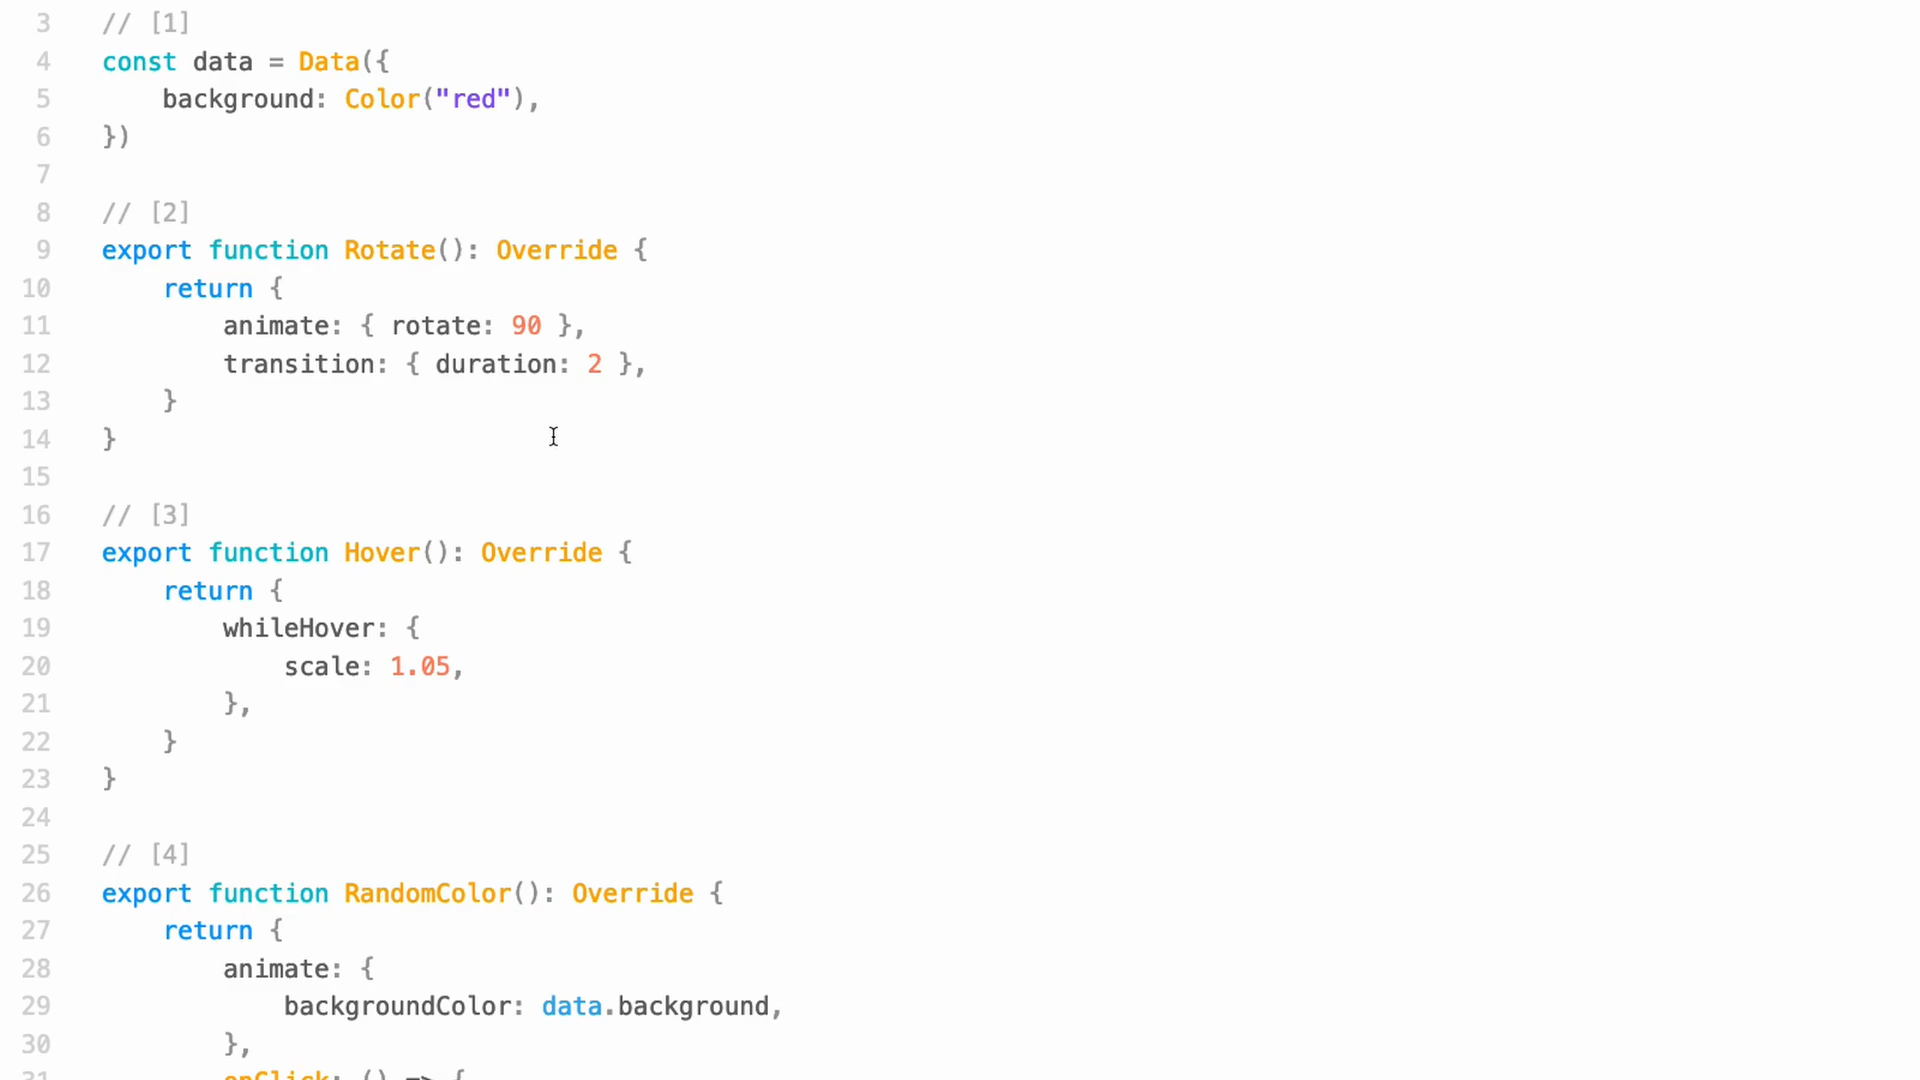 3 // [1]
4 const data = Data({
5     background: Color("red"),
6 })
7
8 // [2]
9 export function Rotate(): Override {
10     return {
11         animate: { rotate: 90 },
12         transition: { duration: 2 },
13     }
14 }
15
16 // [3]
17 export function Hover(): Override {
18     return {
19         whileHover: {
20             scale: 1.05,
21         },
22     }
23 }
24
25 // [4]
26 export function RandomColor(): Override {
27     return {
28         animate: {
29             backgroundColor: data.background,
30         },
31         onClick: () => {